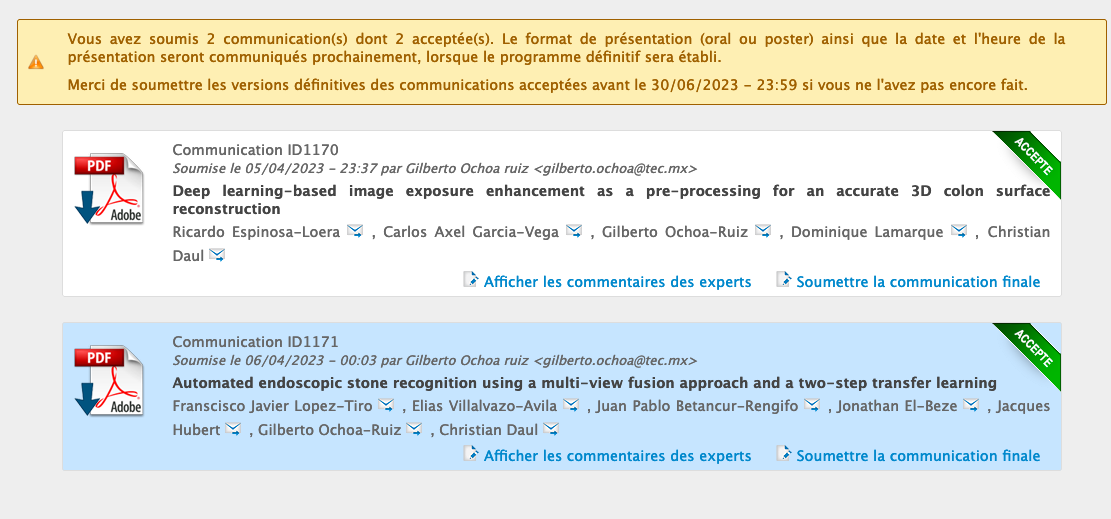 Vous avez soumis 2 communication(s) dont 2 acceptée(s). Le format de présentation (oral ou poster) ainsi que la date et l'heure de la
présentation seront communiqués prochainement, lorsque le programme définitif sera établi.
Merci de soumettre les versions définitives des communications acceptées avant le 30/06/2023 - 23:59 si vous ne l'avez pas encore fait.
PDF
Adobe
ACCEPTE
Communication ID1170
Soumise le 05/04/2023 - 23:37 par Gilberto Ochoa ruiz <gilberto.ochoa@tec.mx>
Deep learning-based image exposure enhancement as a pre-processing for an accurate 3D colon surface
reconstruction
Ricardo Espinosa-Loera , Carlos Axel Garcia-Vega , Gilberto Ochoa-Ruiz , Dominique Lamarque , Christian
Daul
Afficher les commentaires des experts Soumettre la communication finale
PDF
Adobe
ACCEPTE
Communication ID1171
Soumise le 06/04/2023 - 00:03 par Gilberto Ochoa ruiz <gilberto.ochoa@tec.mx>
Automated endoscopic stone recognition using a multi-view fusion approach and a two-step transfer learning
Franscisco Javier Lopez-Tiro , Elias Villalvazo-Avila , Juan Pablo Betancur-Rengifo , Jonathan El-Beze , Jacques
Hubert , Gilberto Ochoa-Ruiz , Christian Daul
Afficher les commentaires des experts Soumettre la communication finale